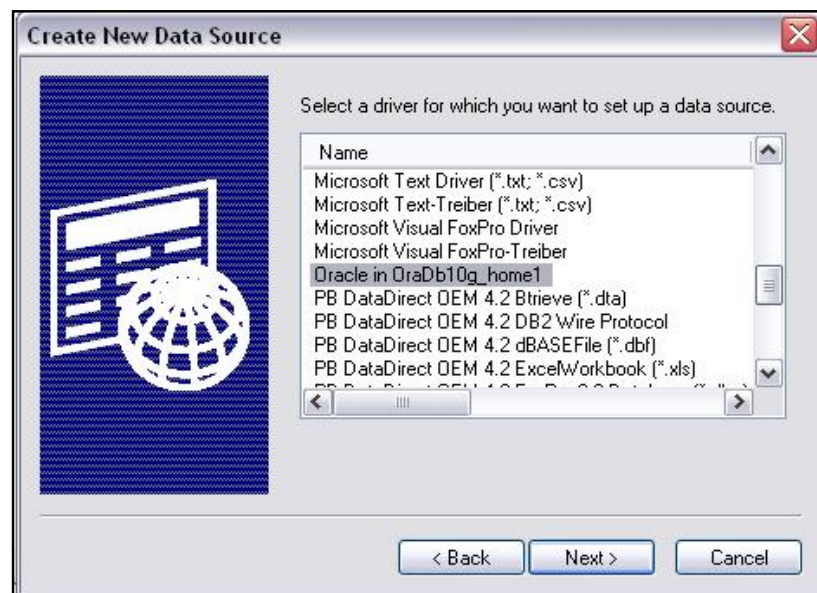 Create New Data Source
Select a driver for which you want to set up a data source.
Name
Microsoft Text Driver (*.txt; *.csv)
Microsoft Text-Treiber (*.txt; *.csv)
Microsoft Visual FoxPro Driver
Microsoft Visual FoxPro-Treiber
Oracle in OraDb10g_home1
PB DataDirect OEM 4.2 Btrieve (*.dta)
PB DataDirect OEM 4.2 DB2 Wire Protocol
PB DataDirect OEM 4.2 dBASEFile (*.dbf)
PB DataDirect OEM 4.2 ExcelWorkbook (*.xls)
< Back
Next >
Cancel